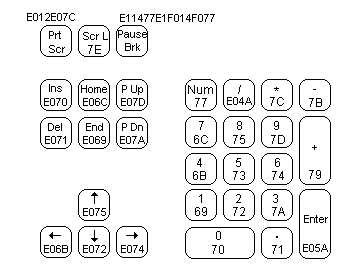 E012E07C E11477E1F014F077
Prt Scr L Pause
Scr 7E Brk
Ins Home P Up Num / * -
E070 E06C E07D 77 E04A 7C 7B
Del End P Dn 7 8 9 +
E071 E069 E07A 6C 75 7D
4 5 6
6B 73 74 79
↑ 1 2 3 Enter
E075 69 72 7A
← ↓ → 0 .
E06B E072 E074 70 71 E05A